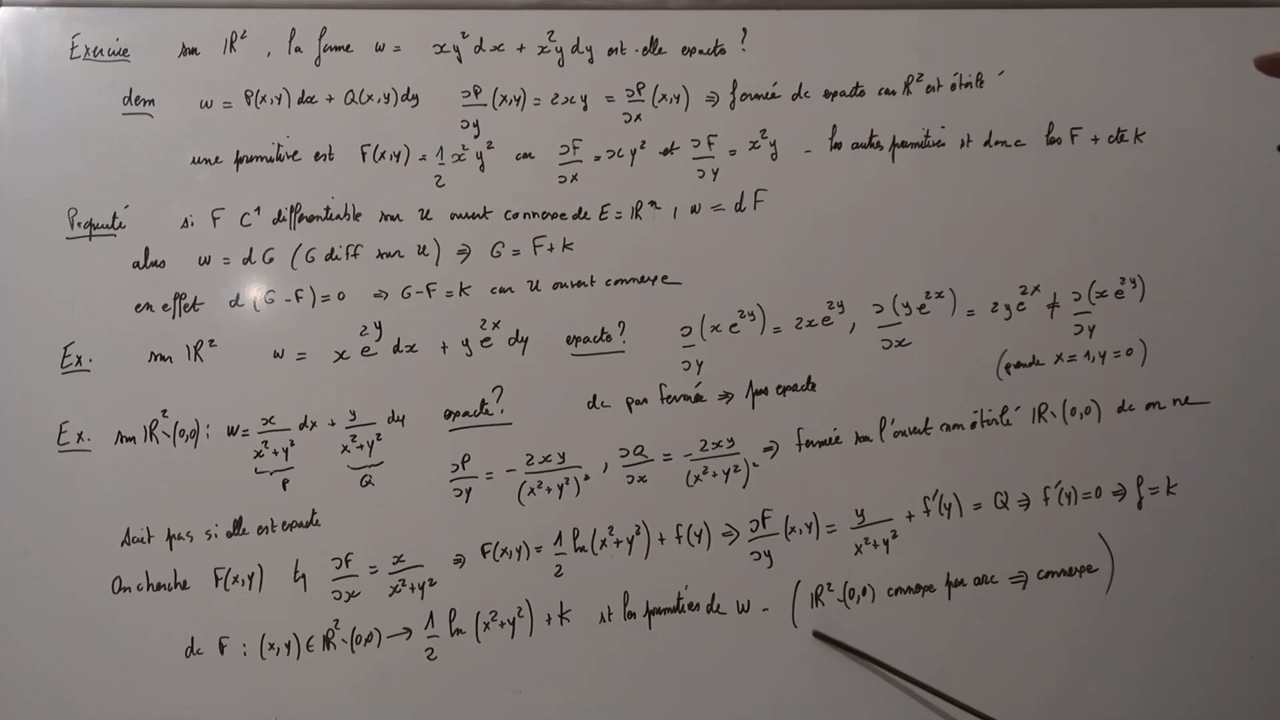 Exercice sur ℝ², la forme w = xy²dx + x²y dy est-elle exacte ?
dem w = P(x,y)dx + Q(x,y)dy ∂P/∂y (x,y) = 2xy = ∂P/∂x (x,y) ⇒ fermée dc exacte car ℝ² est étoilé
une primitive est F(x,y) = 1/2 x²y² car ∂F/∂x = xy² et ∂F/∂y = x²y - les autres primitives st donc les F + cte k
Propriété si F C¹ différentiable sur U ouvert connexe de E = ℝⁿ, w = dF
alors w = dG (G diff sur U) ⇒ G = F + k
en effet d(G-F) = 0 ⇒ G-F = k car U ouvert connexe
Ex. sur ℝ² w = x e^{2y} dx + y e^{2x} dy exacte ? ∂/∂y (x e^{2y}) = 2x e^{2y}, ∂/∂x (y e^{2x}) = 2y e^{2x} ≠ ∂/∂y (x e^{2y})
(prendre x = 1, y = 0)
dc pas fermée ⇒ pas exacte
Ex. sur ℝ²∖(0,0) : w = x/(x²+y²) dx + y/(x²+y²) dy exacte ?
P Q
∂P/∂y = - 2xy/(x²+y²)², ∂Q/∂x = -2xy/(x²+y²)² ⇒ fermée sur l'ouvert non étoilé ℝ∖(0,0) dc on ne
sait pas si elle est exacte
On cherche F(x,y) tq ∂F/∂x = x/(x²+y²) ⇒ F(x,y) = 1/2 ln(x²+y²) + f(y) ⇒ ∂F/∂y (x,y) = y/(x²+y²) + f'(y) = Q ⇒ f'(y) = 0 ⇒ f = k
dc F : (x,y) ∈ ℝ²∖(0,0) → 1/2 ln(x²+y²) + k st les primitives de w - (ℝ²∖(0,0) connexe par arc ⇒ connexe)